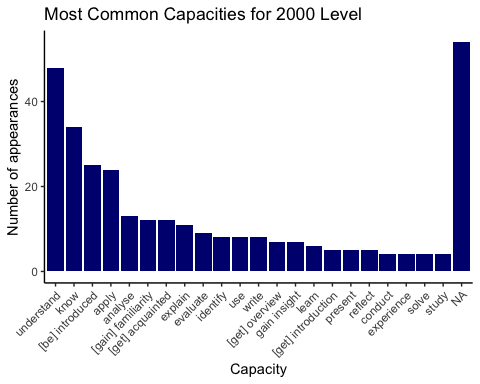 Most Common Capacities for 2000 Level
Number of appearances
40
20
0
understand
know
[be] introduced
apply
analyse
[gain] familiarity
[get] acquainted
explain
evaluate
identify
use
write
[get] overview
gain insight
learn
[get] introduction
present
reflect
conduct
experience
solve
study
NA
Capacity